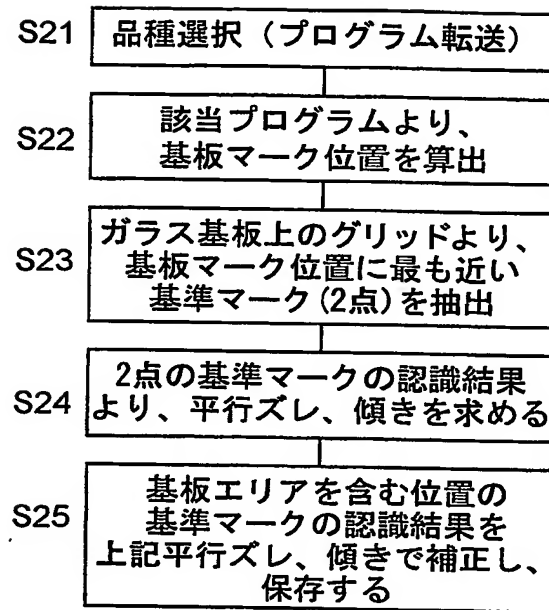 S21 品種選択（プログラム転送）
S22 該当プログラムより、
基板マーク位置を算出
S23 ガラス基板上のグリッドより、
基板マーク位置に最も近い
基準マーク(2点)を抽出
S24 2点の基準マークの認識結果
より、平行ズレ、傾きを求める
S25 基板エリアを含む位置の
基準マークの認識結果を
上記平行ズレ、傾きで補正し、
保存する